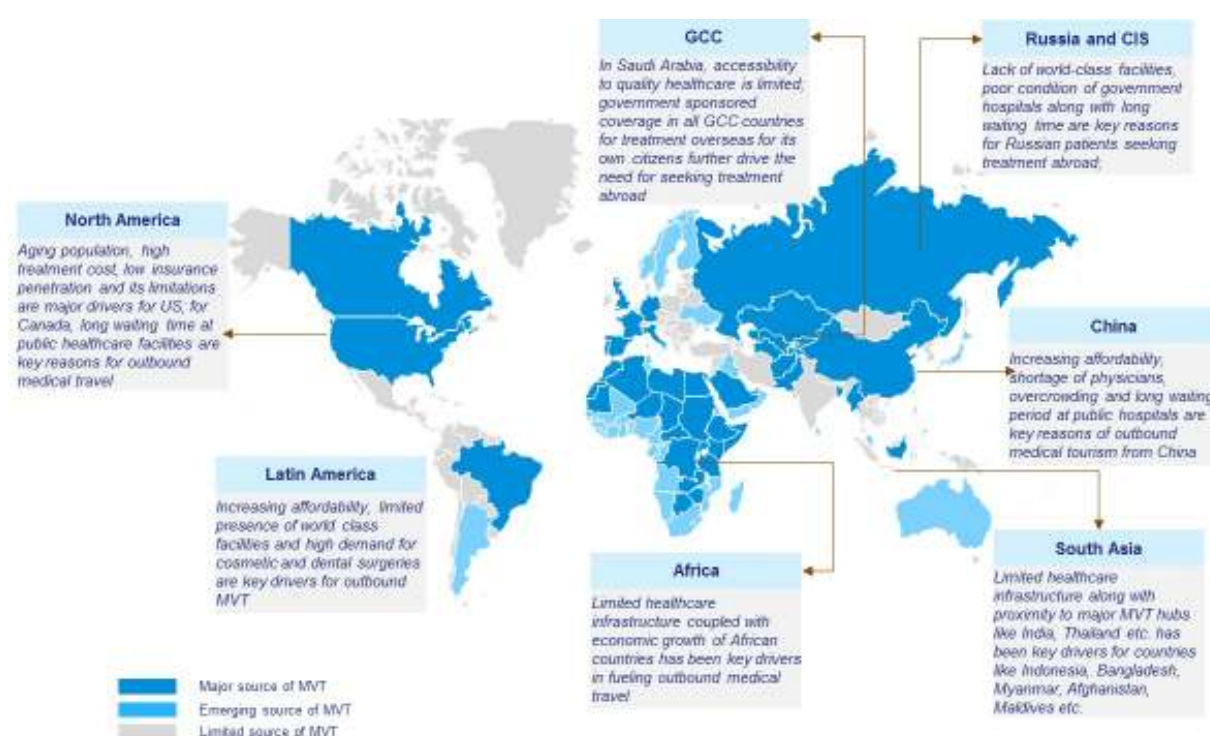 GCC
In Saudi Arabia, accessibility
to quality healthcare is limited;
government sponsored
coverage in all GCC countries
for treatment overseas for its
own citizens further drive the
need for seeking treatment
abroad
Russia and CIS
Lack of world-class facilities,
poor condition of government
hospitals along with long
waiting time are key reasons
for Russian patients seeking
treatment abroad;
North America
Aging population, high
treatment cost, low insurance
penetration and its limitations
are major drivers for US, for
Canada, long waiting time at
public healthcare facilities are
key reasons for outbound
medical travel
China
Increasing affordability,
shortage of physicians,
overcrowding and long waiting
period at public hospitals are
key reasons of outbound
medical tourism from China
Latin America
Increasing affordability, limited
presence of world class
facilities and high demand for
cosmetic and dental surgeries
are key drivers for outbound
MVT
Africa
Limited healthcare
infrastructure coupled with
economic growth of African
countries has been key drivers
in fueling outbound medical
travel
South Asia
Limited healthcare
infrastructure along with
proximity to major MVT hubs
like India, Thailand etc. has
been key drivers for countries
like Indonesia, Bangladesh,
Myanmar, Afghanistan,
Maldives etc.
Major source of MVT
Emerging source of MVT
Limited source of MVT